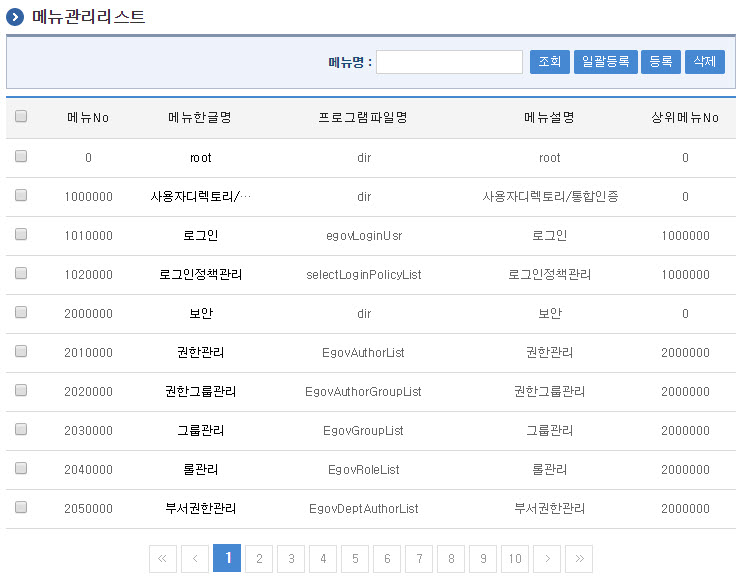 메뉴관리리스트
메뉴명 : 조회 일괄등록 등록 삭제
메뉴No 메뉴한글명 프로그램파일명 메뉴설명 상위메뉴No
0 root dir root 0
1000000 사용자디렉토리/… dir 사용자디렉토리/통합인증 0
1010000 로그인 egovLoginUsr 로그인 1000000
1020000 로그인정책관리 selectLoginPolicyList 로그인정책관리 1000000
2000000 보안 dir 보안 0
2010000 권한관리 EgovAuthorList 권한관리 2000000
2020000 권한그룹관리 EgovAuthorGroupList 권한그룹관리 2000000
2030000 그룹관리 EgovGroupList 그룹관리 2000000
2040000 롤관리 EgovRoleList 롤관리 2000000
2050000 부서권한관리 EgovDeptAuthorList 부서권한관리 2000000
« ‹ 1 2 3 4 5 6 7 8 9 10 › »